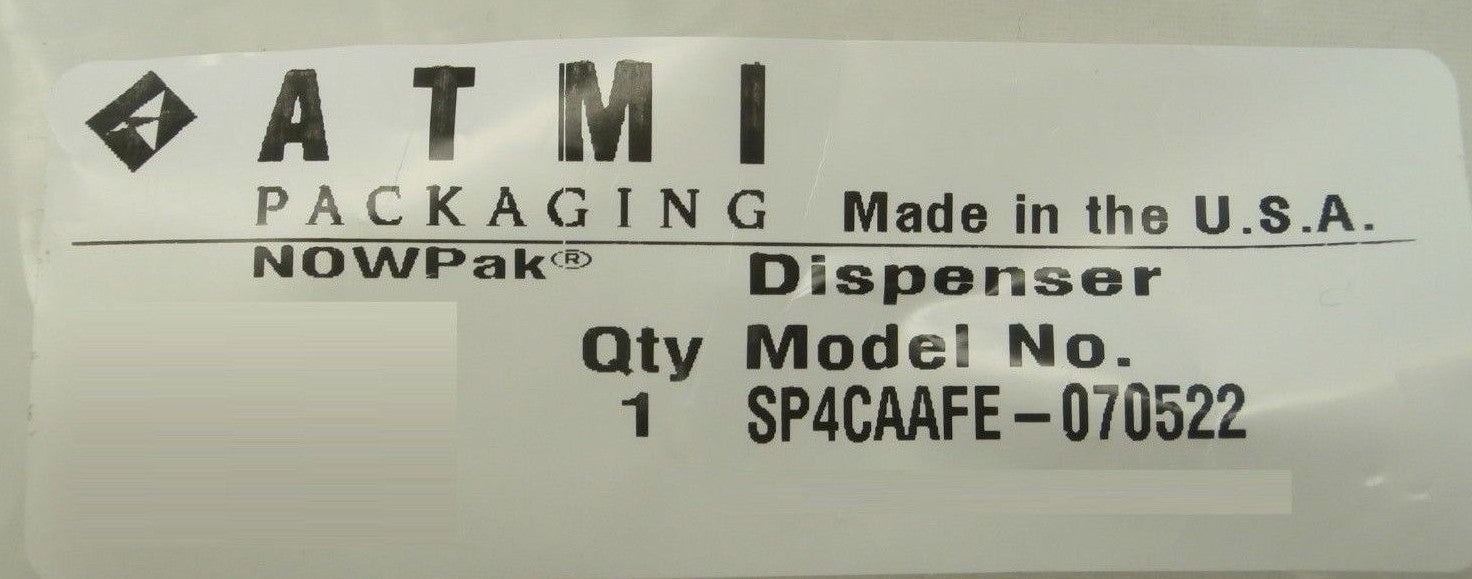 ATMI
PACKAGING Made in the U.S.A.
NOWPak® Dispenser
Qty Model No.
1 SP4CAAFE-070522